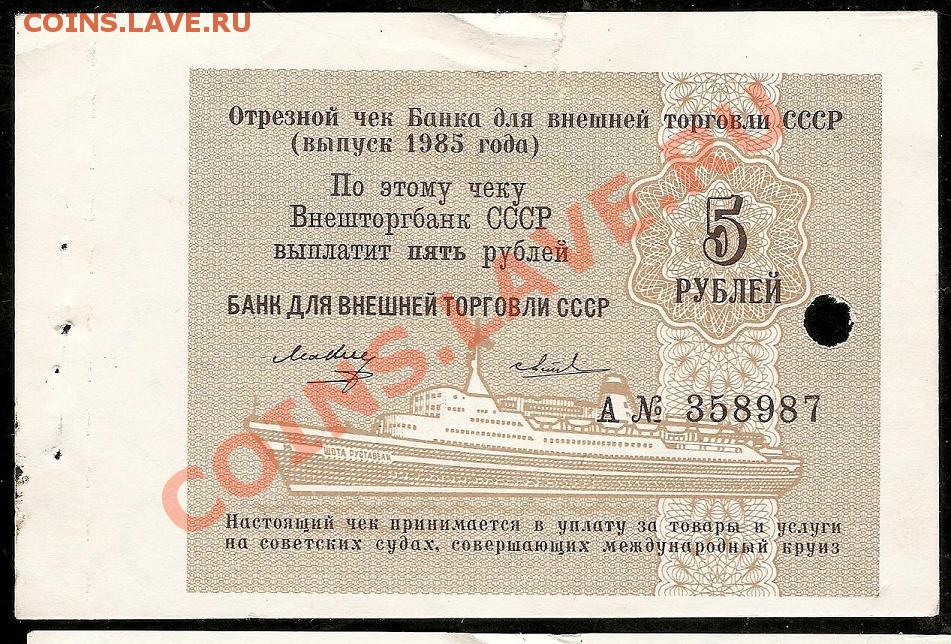 COINS.LAVE.RU
Отрезной чек Банка для внешней торговли СССР
(выпуск 1985 года)
По этому чеку
Внешторгбанк СССР
выплатит пять рублей
5
РУБЛЕЙ
БАНК ДЛЯ ВНЕШНЕЙ ТОРГОВЛИ СССР
А № 358987
ШОТА РУСТАВЕЛИ
Настоящий чек принимается в уплату за товары и услуги
на советских судах, совершающих международный круиз
COINS.LAVE.RU